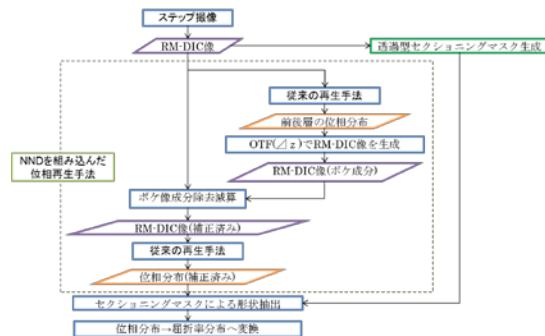 ステップ撮像
RM-DIC像
透過型セクショニングマスク生成
従来の再生手法
前後層の位相分布
OTF(⊿z)でRM-DIC像を生成
RM-DIC像(ボケ成分)
NNDを組み込んだ
位相再生手法
ボケ像成分除去減算
RM-DIC像(補正済み)
従来の再生手法
位相分布(補正済み)
セクショニングマスクによる形状抽出
位相分布→屈折率分布へ変換